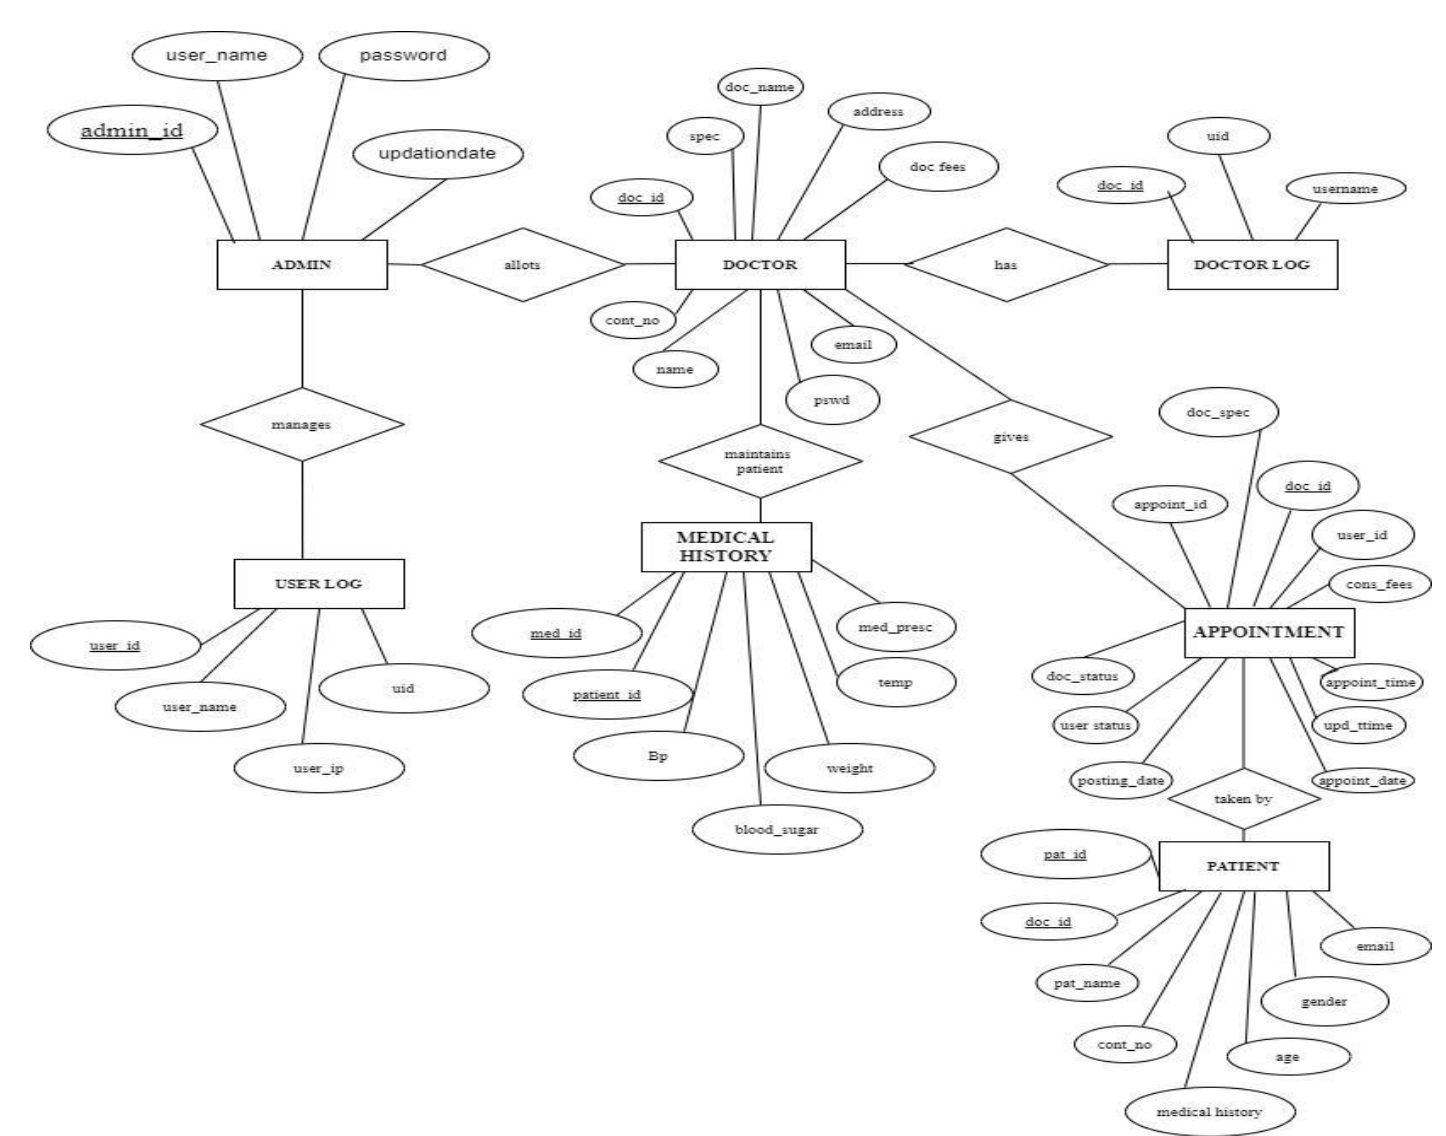 user_name
password
admin_id
updationdate
ADMIN
allots
doc_name
spec
address
doc_id
doc fees
DOCTOR
has
uid
doc_id
username
DOCTOR LOG
cont_no
name
email
pswd
manages
maintains
patient
gives
USER LOG
user_id
user_name
uid
user_ip
MEDICAL
HISTORY
med_id
patient_id
Bp
blood_sugar
weight
temp
med_presc
doc_spec
appoint_id
doc_id
user_id
cons_fees
APPOINTMENT
doc_status
user status
posting_date
appoint_time
upd_ttime
appoint_date
taken by
pat_id
PATIENT
doc_id
pat_name
cont_no
medical history
age
gender
email